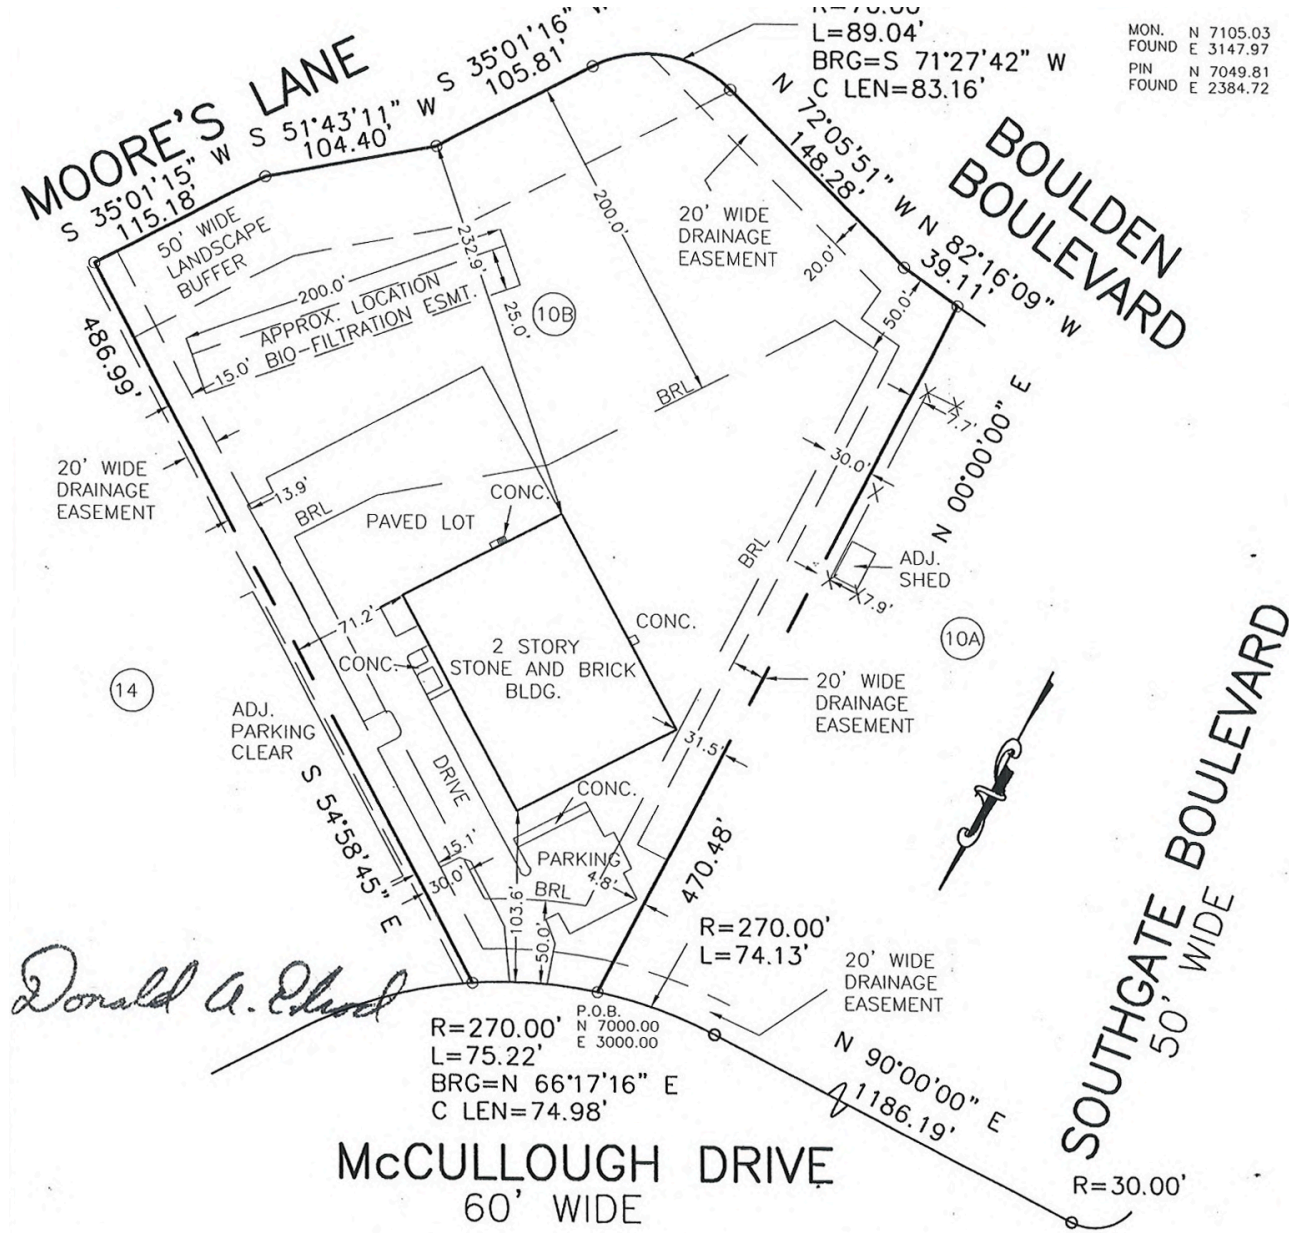 MOORE'S LANE
S 35°01'15" W
115.18'
S 51°43'11" W
104.40'
S 35°01'16" W
105.81'
R=70.00'
L=89.04'
BRG=S 71°27'42" W
C LEN=83.16'
MON. N 7105.03
FOUND E 3147.97
PIN N 7049.81
FOUND E 2384.72
N 72°05'51" W
148.28'
N 82°16'09" W
39.11'
BOULDEN
BOULEVARD
50' WIDE
LANDSCAPE
BUFFER
200.0'
APPROX. LOCATION
BIO-FILTRATION ESMT.
15.0'
25.0'
232.9'
10B
200.0'
20' WIDE
DRAINAGE
EASEMENT
20.0'
50.0'
BRL
486.99'
20' WIDE
DRAINAGE
EASEMENT
13.9'
BRL
PAVED LOT
CONC.
30.0'
7.7'
N 00°00'00" E
BRL
ADJ.
SHED
7.9'
71.2'
CONC.
2 STORY
STONE AND BRICK
BLDG.
CONC.
10A
14
ADJ.
PARKING
CLEAR
20' WIDE
DRAINAGE
EASEMENT
31.5'
DRIVE
S 54°58'45" E
CONC.
PARKING
4.8'
15.1'
30.0'
BRL
103.6'
50.0'
470.48'
R=270.00'
L=74.13'
20' WIDE
DRAINAGE
EASEMENT
Donald A.
P.O.B.
N 7000.00
E 3000.00
R=270.00'
L=75.22'
BRG=N 66°17'16" E
C LEN=74.98'
N 90°00'00" E
1186.19'
SOUTHGATE BOULEVARD
50' WIDE
R=30.00'
McCULLOUGH DRIVE
60' WIDE